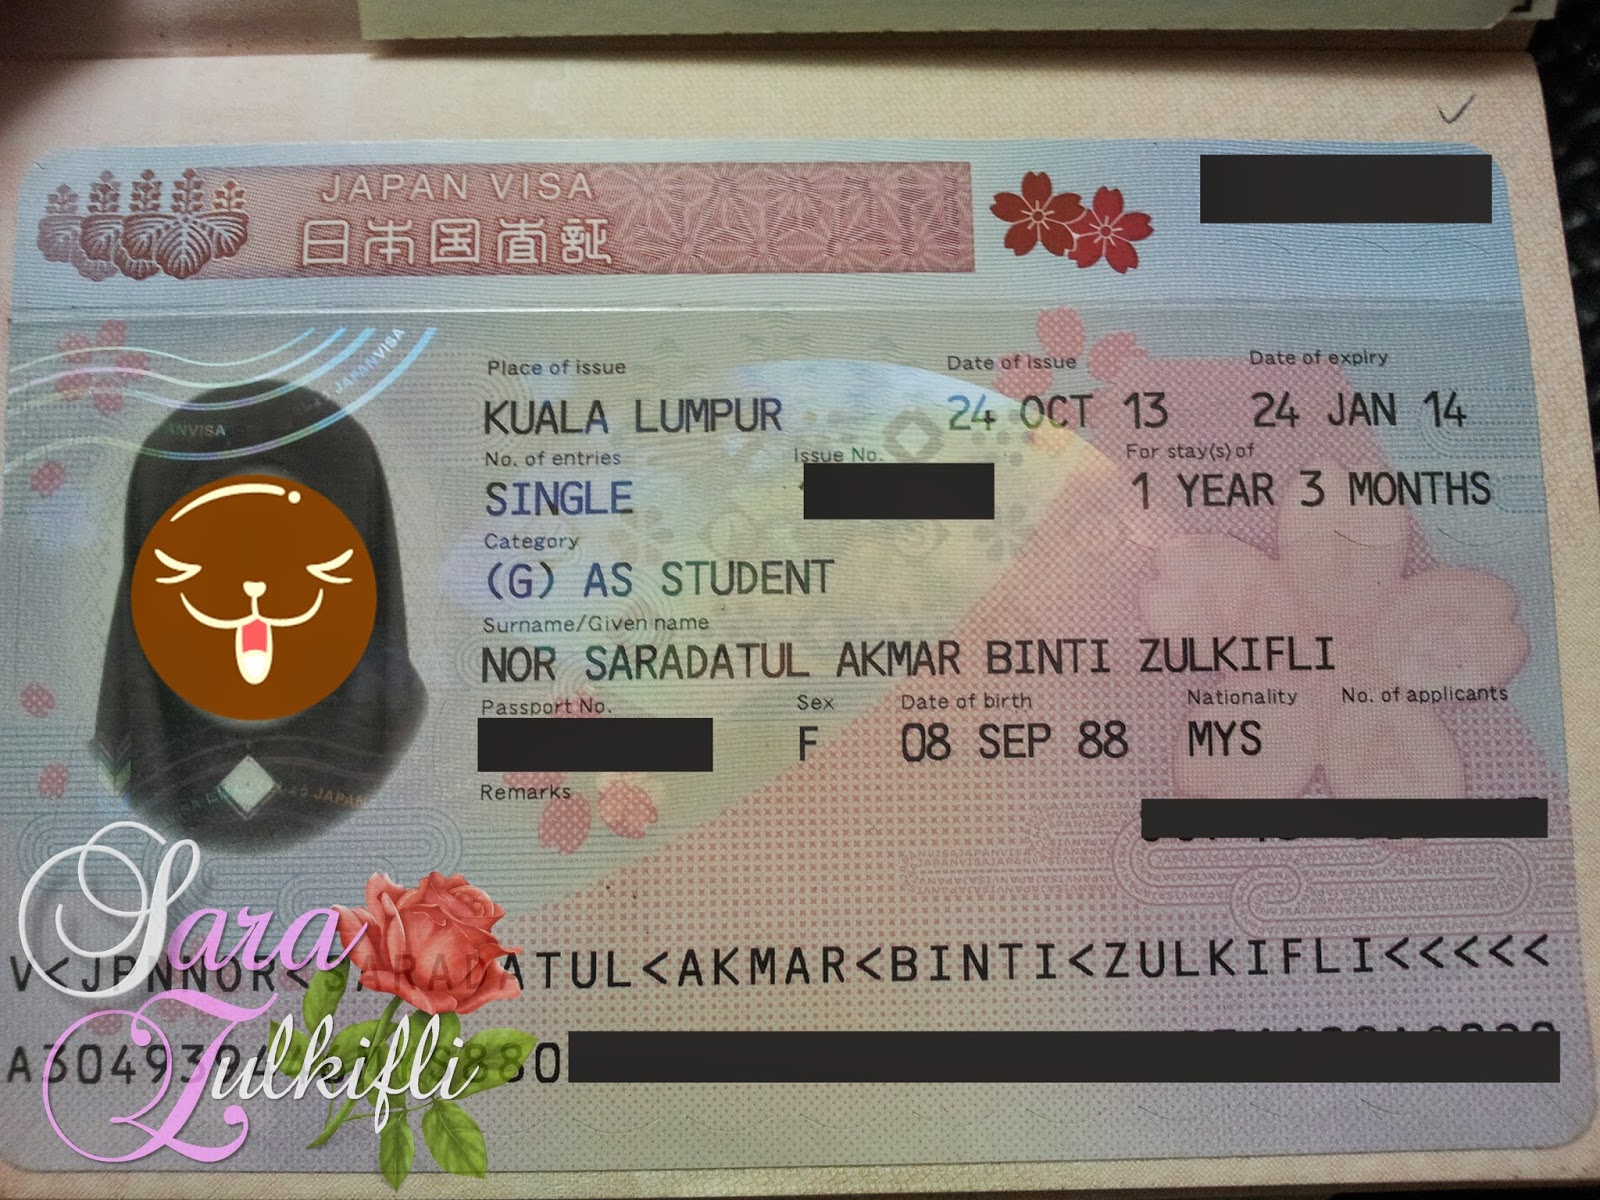 JAPAN VISA
日本国査証
Place of issue Date of issue Date of expiry
KUALA LUMPUR 24 OCT 13 24 JAN 14
No. of entries Issue No. For stay(s) of
SINGLE 1 YEAR 3 MONTHS
Category
(G) AS STUDENT
Surname/Given name
NOR SARADATUL AKMAR BINTI ZULKIFLI
Passport No. Sex Date of birth Nationality No. of applicants
F 08 SEP 88 MYS
Remarks
Sara
V<JPNNOR<SARADATUL<AKMAR<BINTI<ZULKIFLI<<<<<
Zulkifli